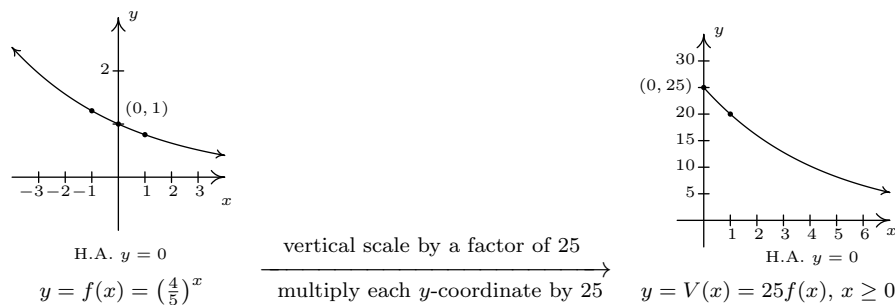 y
2
(0, 1)
−3 −2 −1 1 2 3
x
H.A. y = 0
y = f(x) = (4/5)^x
vertical scale by a factor of 25
multiply each y-coordinate by 25
y
30
(0, 25)
20
15
10
5
1 2 3 4 5 6
x
H.A. y = 0
y = V(x) = 25f(x), x ≥ 0